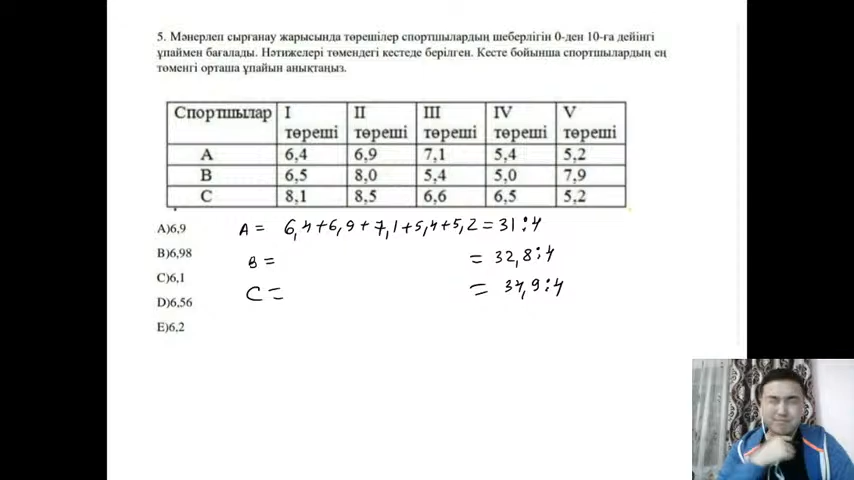 5. Мәнерлеп сырғанау жарысында төрешілер спортшылардың шеберлігін 0-ден 10-ға дейінгі
ұпаймен бағалады. Нәтижелері төмендегі кестеде берілген. Кесте бойынша спортшылардың ең
төменгі орташа ұпайын анықтаңыз.
Спортшылар I төреші II төреші III төреші IV төреші V төреші
A 6,4 6,9 7,1 5,4 5,2
B 6,5 8,0 5,4 5,0 7,9
C 8,1 8,5 6,6 6,5 5,2
A)6,9
B)6,98
C)6,1
D)6,56
E)6,2
A = 6,4+6,9+7,1+5,4+5,2=31:4
B = = 32,8:4
C = = 34,9:4